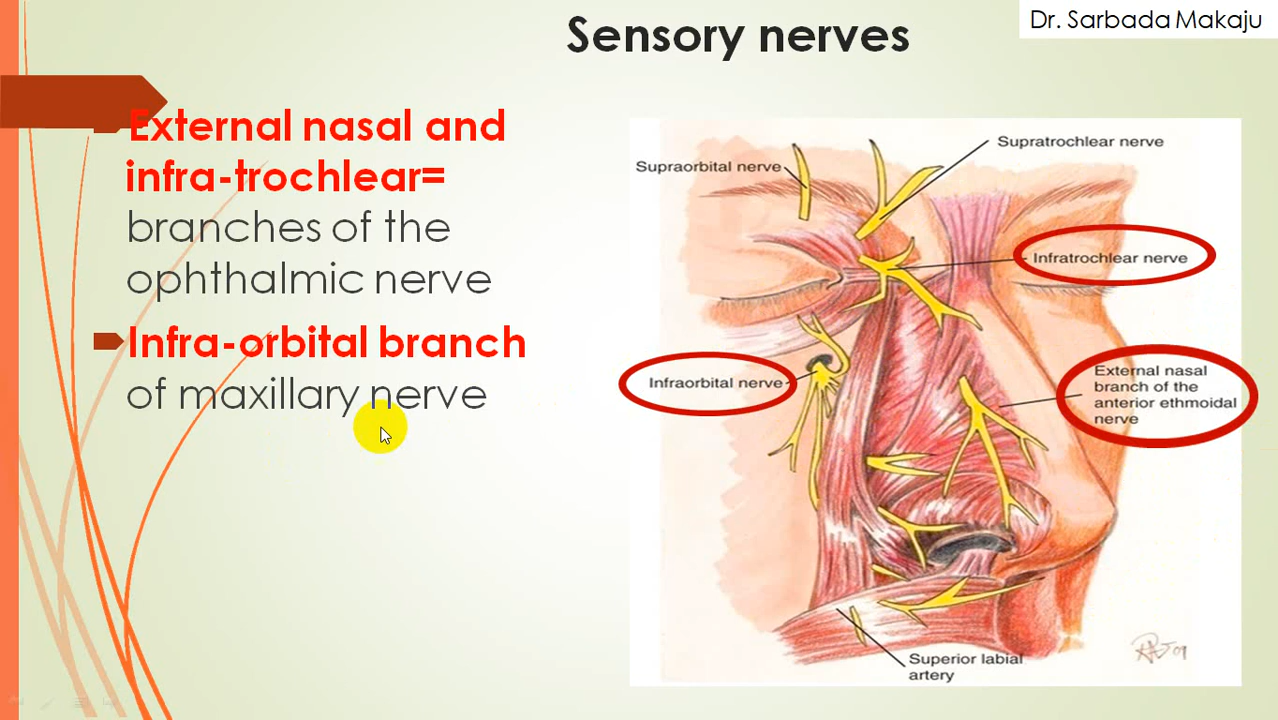 Sensory nerves
Dr. Sarbada Makaju
External nasal and
infra-trochlear=
branches of the
ophthalmic nerve
Infra-orbital branch
of maxillary nerve
Supratrochlear nerve
Supraorbital nerve
Infratrochlear nerve
Infraorbital nerve
External nasal
branch of the
anterior ethmoidal
nerve
Superior labial
artery